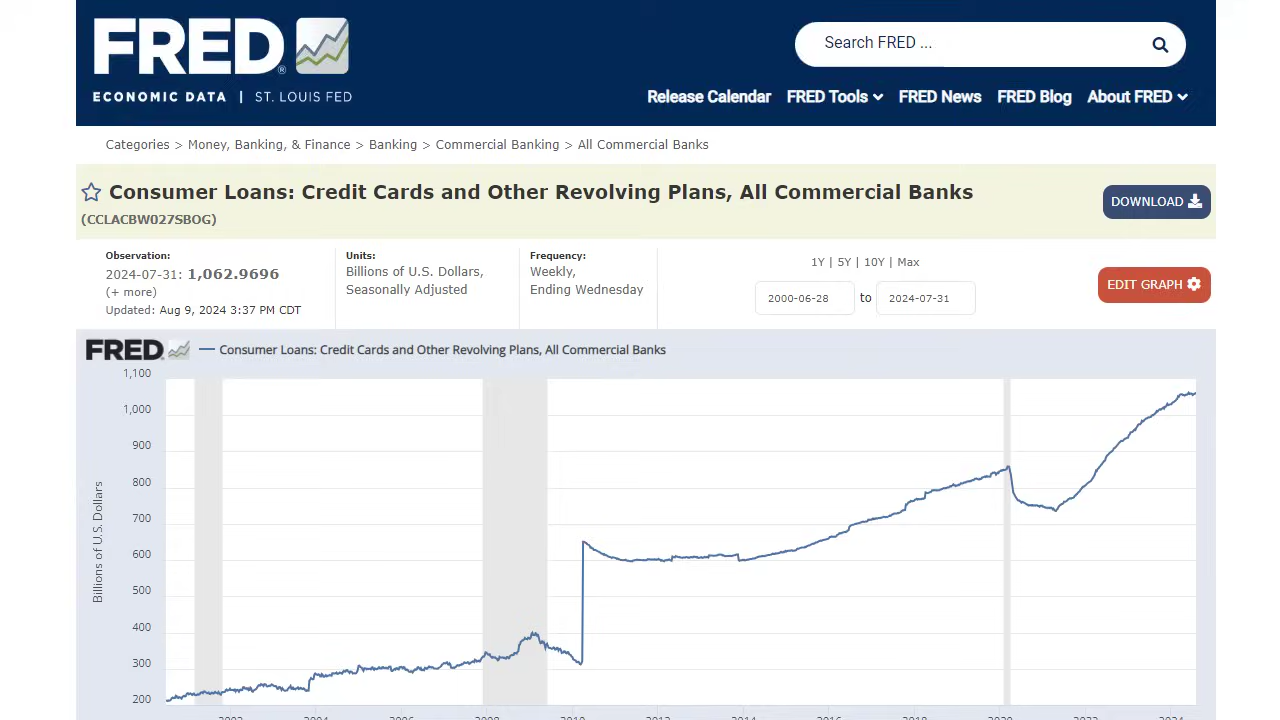 FRED
ECONOMIC DATA | ST. LOUIS FED
Search FRED ...
Release Calendar FRED Tools FRED News FRED Blog About FRED
Categories > Money, Banking, & Finance > Banking > Commercial Banking > All Commercial Banks
Consumer Loans: Credit Cards and Other Revolving Plans, All Commercial Banks
(CCLACBW027SBOG)
DOWNLOAD
Observation:
2024-07-31: 1,062.9696
(+ more)
Updated: Aug 9, 2024 3:37 PM CDT
Units:
Billions of U.S. Dollars,
Seasonally Adjusted
Frequency:
Weekly,
Ending Wednesday
1Y | 5Y | 10Y | Max
2000-06-28 to 2024-07-31
EDIT GRAPH
FRED Consumer Loans: Credit Cards and Other Revolving Plans, All Commercial Banks
1,100
1,000
900
800
700
600
500
400
300
200
Billions of U.S. Dollars